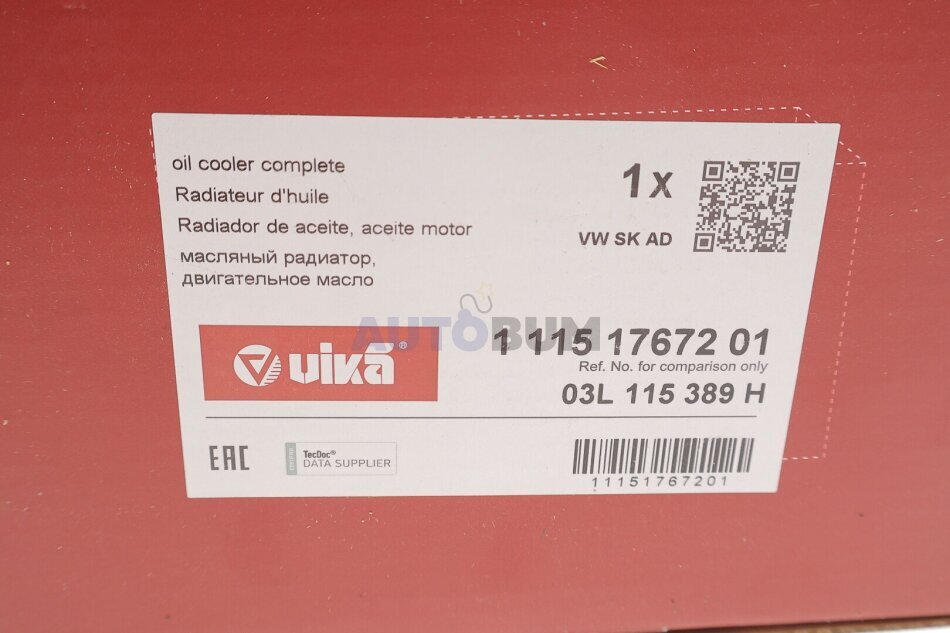 oil cooler complete
Radiateur d'huile
Radiador de aceite, aceite motor
масляный радиатор,
двигательное масло
1x
VW SK AD
AUTOBUM
vika®
1 115 17672 01
Ref. No. for comparison only
03L 115 389 H
EAC
CERTIFIED
TecDoc®
DATA SUPPLIER
11151767201